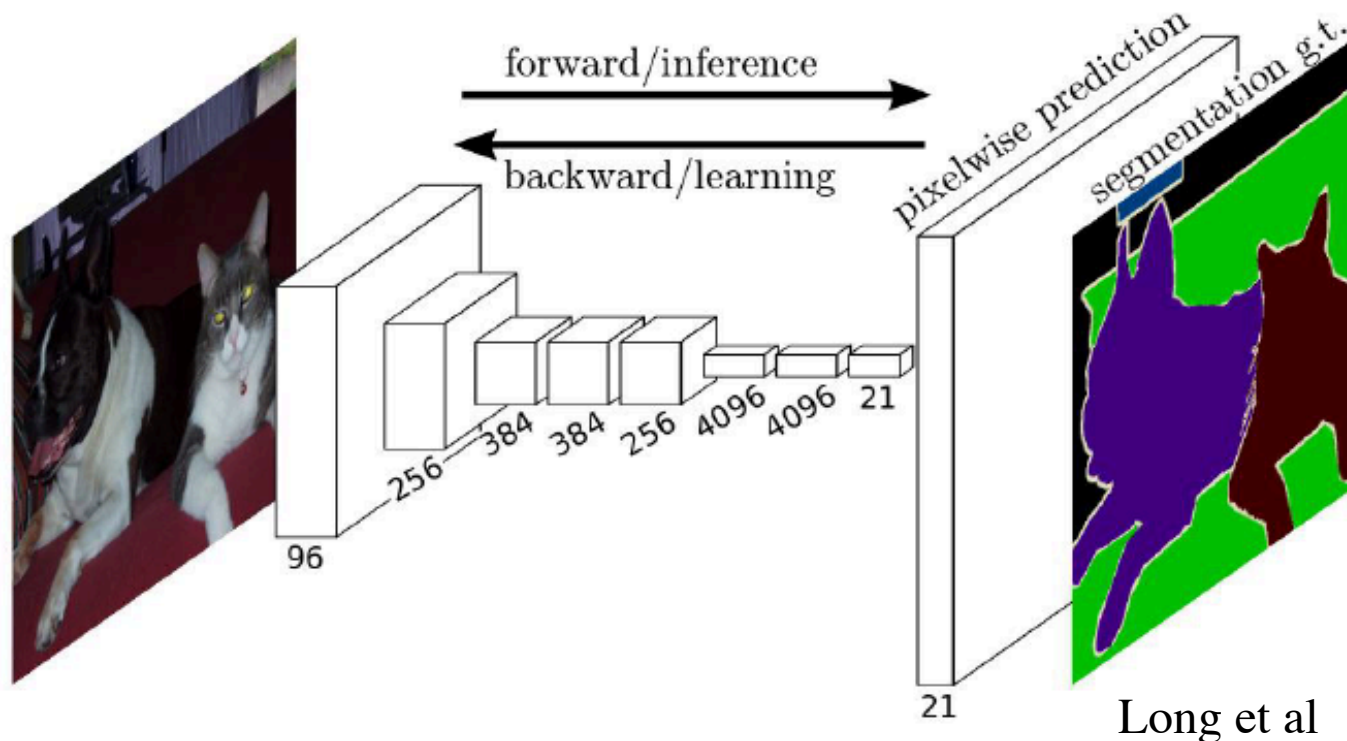 forward/inference
backward/learning
pixelwise prediction
segmentation g.t.
96
256
384
384
256
4096
4096
21
21
Long et al